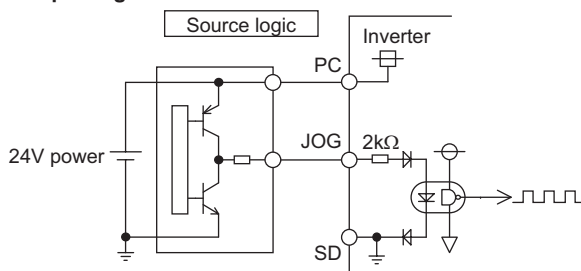 Source logic
Inverter
PC
JOG
2kΩ
24V power
SD